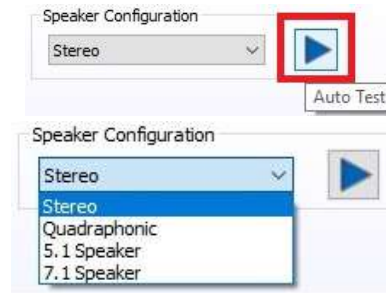 Speaker Configuration
Stereo
Auto Test
Speaker Configuration
Stereo
Stereo
Quadraphonic
5.1 Speaker
7.1 Speaker